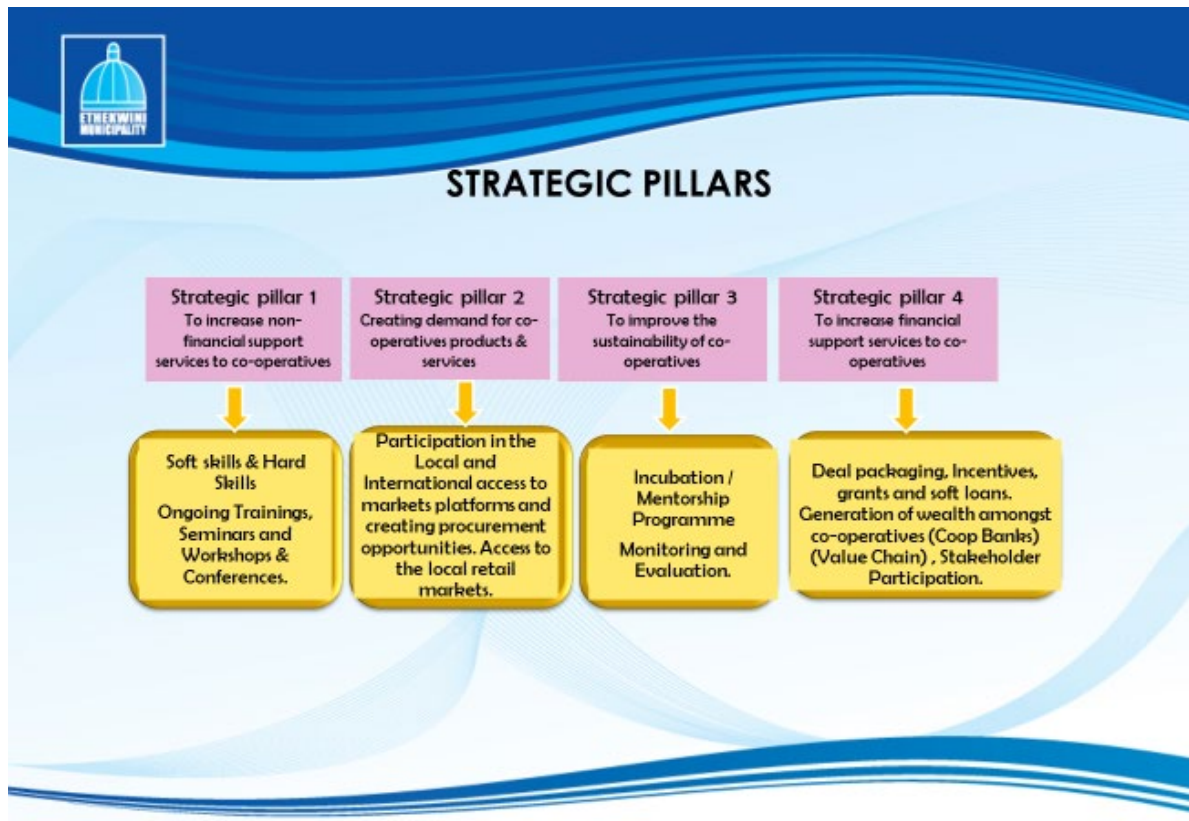 ETHEKWINI
MUNICIPALITY
STRATEGIC PILLARS
Strategic pillar 1
To increase non-
financial support
services to co-operatives
Strategic pillar 2
Creating demand for co-
operatives products &
services
Strategic pillar 3
To improve the
sustainability of co-
operatives
Strategic pillar 4
To increase financial
support services to co-
operatives
Soft skills & Hard
Skills
Ongoing Trainings,
Seminars and
Workshops &
Conferences.
Participation in the
Local and
International access to
markets platforms and
creating procurement
opportunities. Access to
the local retail
markets.
Incubation /
Mentorship
Programme
Monitoring and
Evaluation.
Deal packaging, Incentives,
grants and soft loans.
Generation of wealth amongst
co-operatives (Coop Banks)
(Value Chain) , Stakeholder
Participation.